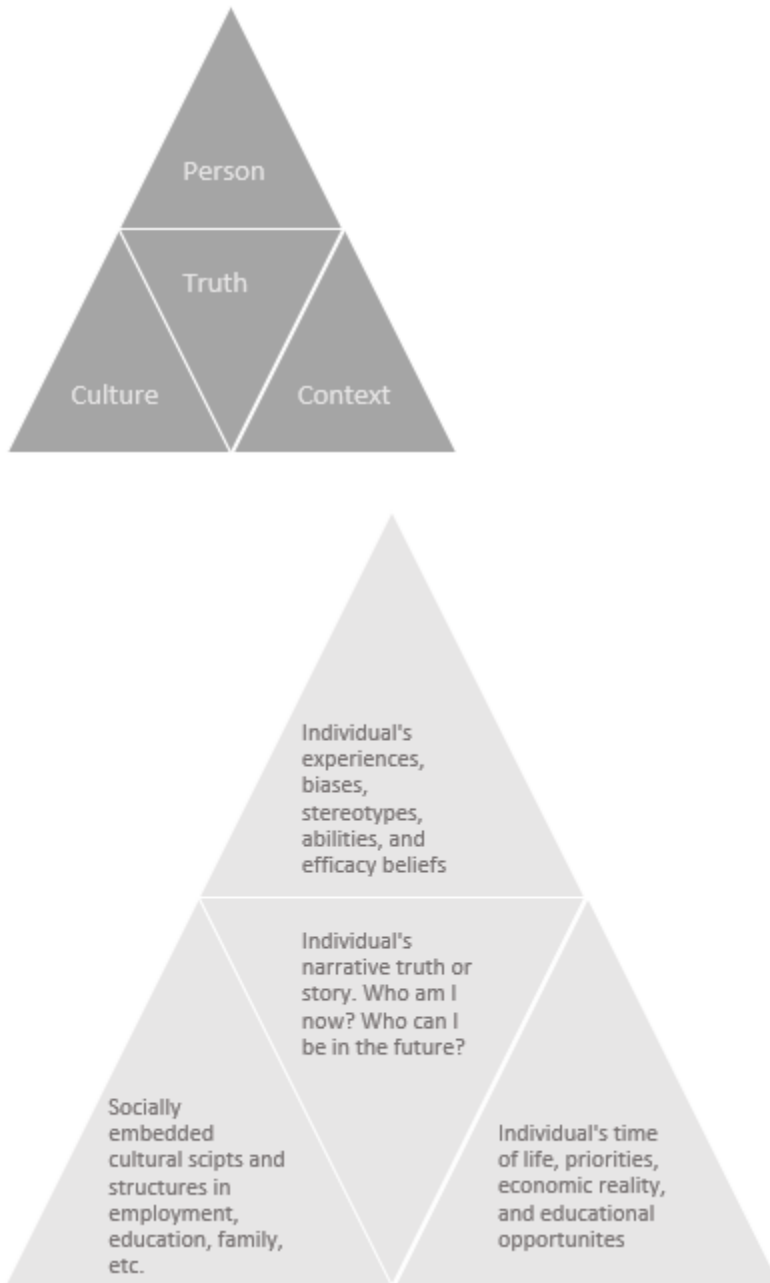 Person
Truth
Culture
Context
Individual's
experiences,
biases,
stereotypes,
abilities, and
efficacy beliefs
Individual's
narrative truth or
story. Who am I
now? Who can I
be in the future?
Socially
embedded
cultural scipts and
structures in
employment,
education, family,
etc.
Individual's time
of life, priorities,
economic reality,
and educational
opportunites